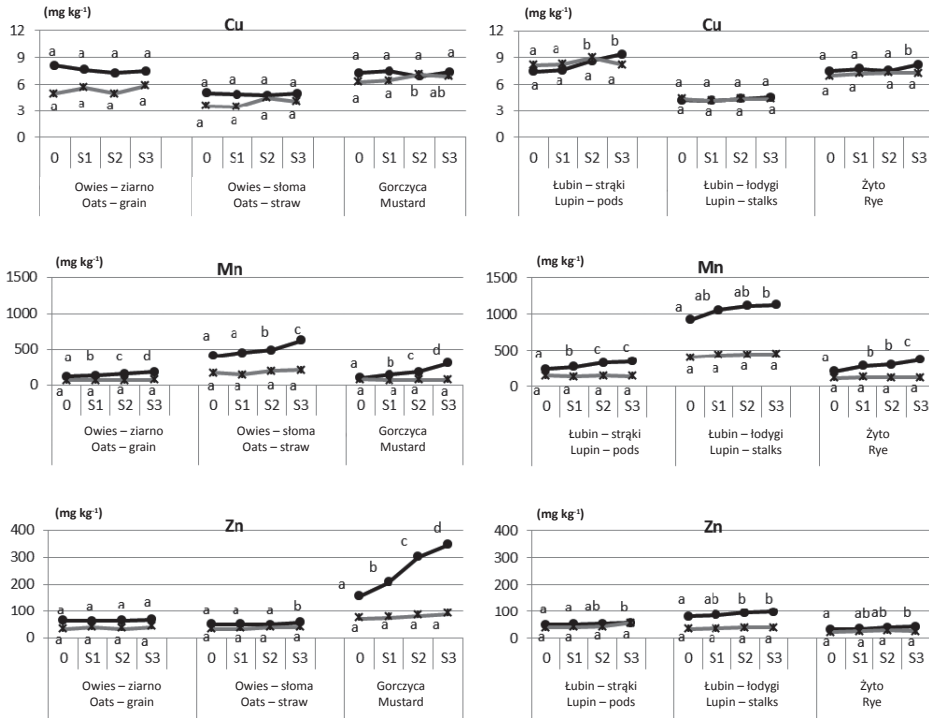 (mg kg⁻¹)
Cu
12
9
6
3
0
a a a a
a a a a
a a a a
a a a a
a a a a
a a b ab
0 S1 S2 S3 0 S1 S2 S3 0 S1 S2 S3
Owies – ziarno Owies – słoma Gorczyca
Oats – grain Oats – straw Mustard
(mg kg⁻¹)
Cu
12
9
6
3
0
a a b b
a a a a
a a a a
a a a a
a a a b
a a a a
0 S1 S2 S3 0 S1 S2 S3 0 S1 S2 S3
Łubin – strąki Łubin – łodygi Żyto
Lupin – pods Lupin – stalks Rye
(mg kg⁻¹)
Mn
1500
1000
500
0
a b c d
a a a a
a a b c
a a a a
a b c d
a a a a
0 S1 S2 S3 0 S1 S2 S3 0 S1 S2 S3
Owies – ziarno Owies – słoma Gorczyca
Oats – grain Oats – straw Mustard
(mg kg⁻¹)
Mn
1500
1000
500
0
a b c c
a a a a
a ab ab b
a a a a
a b b c
a a a a
0 S1 S2 S3 0 S1 S2 S3 0 S1 S2 S3
Łubin – strąki Łubin – łodygi Żyto
Lupin – pods Lupin – stalks Rye
(mg kg⁻¹)
Zn
400
300
200
100
0
a a a a
a a a a
a a a b
a a a a
a b c d
a a a a
0 S1 S2 S3 0 S1 S2 S3 0 S1 S2 S3
Owies – ziarno Owies – słoma Gorczyca
Oats – grain Oats – straw Mustard
(mg kg⁻¹)
Zn
400
300
200
100
0
a a ab b
a a a a
a a b b
a a a a
a ab ab b
a a a a
0 S1 S2 S3 0 S1 S2 S3 0 S1 S2 S3
Łubin – strąki Łubin – łodygi Żyto
Lupin – pods Lupin – stalks Rye